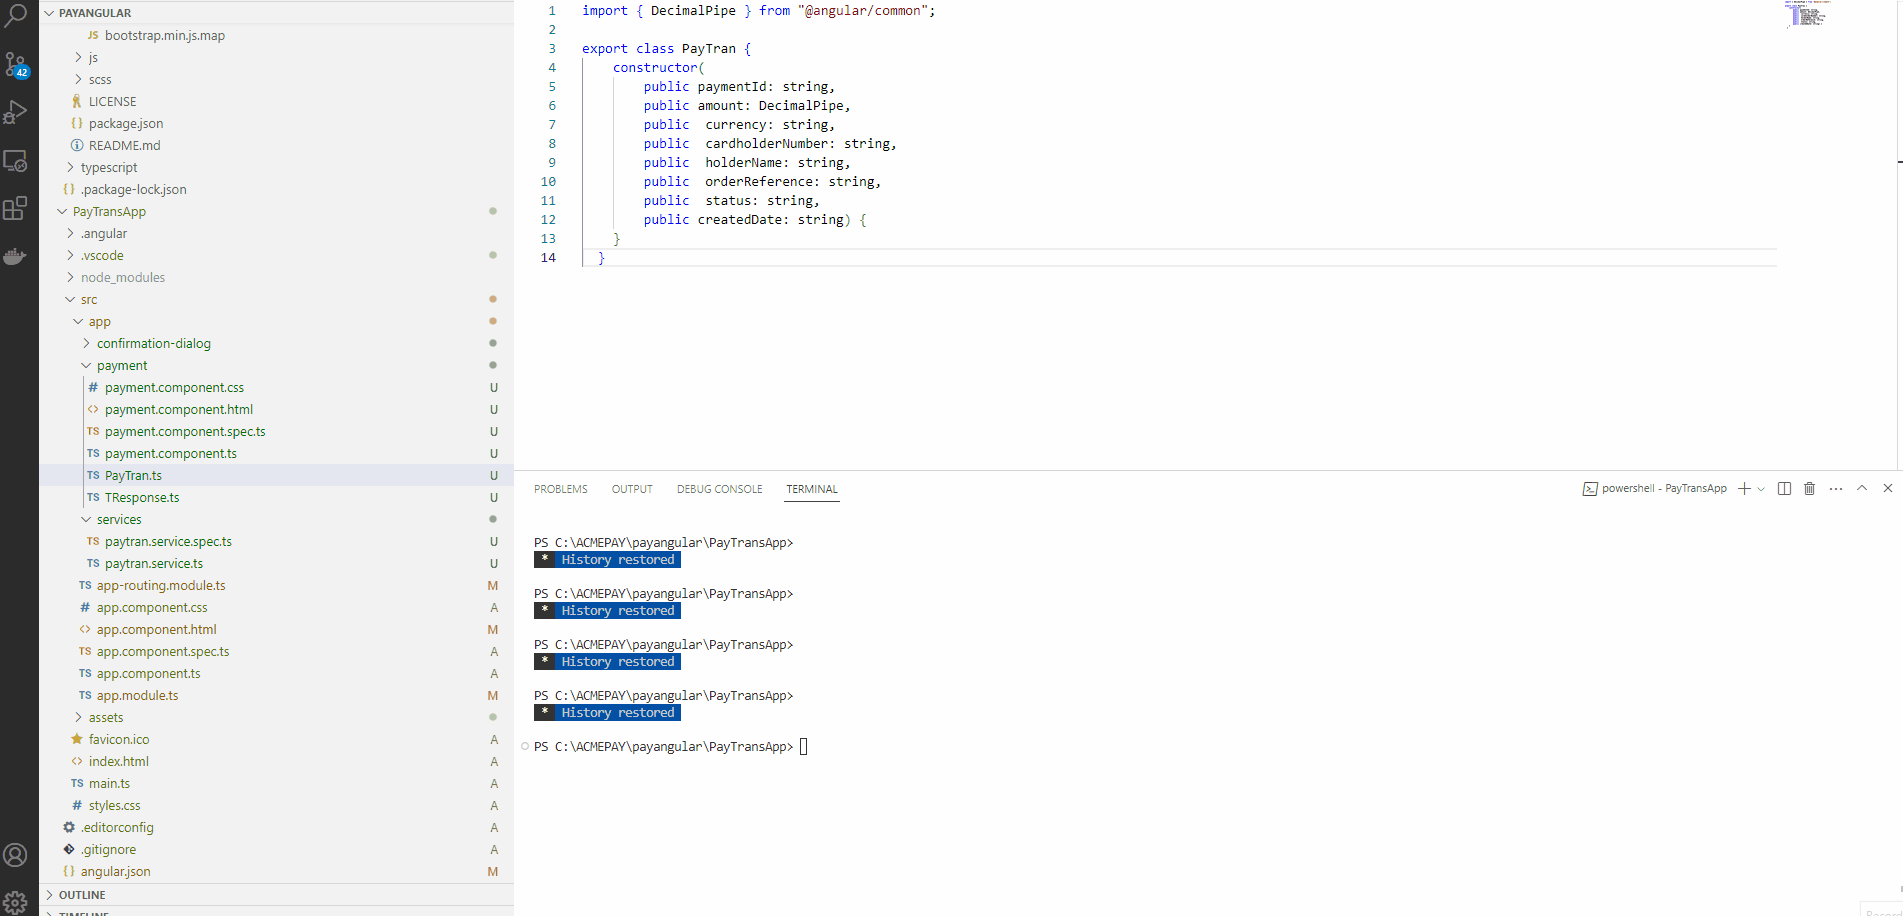 PAYANGULAR
JS bootstrap.min.js.map
js
scss
LICENSE
{} package.json
README.md
typescript
{} .package-lock.json
PayTransApp
.angular
.vscode
node_modules
src
app
confirmation-dialog
payment
# payment.component.css U
<> payment.component.html U
TS payment.component.spec.ts U
TS payment.component.ts U
TS PayTran.ts U
TS TResponse.ts U
services
TS paytran.service.spec.ts U
TS paytran.service.ts U
TS app-routing.module.ts M
# app.component.css A
<> app.component.html M
TS app.component.spec.ts A
TS app.component.ts A
TS app.module.ts M
assets
favicon.ico A
<> index.html A
TS main.ts A
# styles.css A
.editorconfig A
.gitignore A
{} angular.json M
OUTLINE
TIMELINE
42
1 import { DecimalPipe } from "@angular/common";
2
3 export class PayTran {
4 constructor(
5 public paymentId: string,
6 public amount: DecimalPipe,
7 public  currency: string,
8 public  cardholderNumber: string,
9 public  holderName: string,
10 public  orderReference: string,
11 public  status: string,
12 public createdDate: string) {
13 }
14 }
PROBLEMS OUTPUT DEBUG CONSOLE TERMINAL
powershell - PayTransApp
PS C:\ACMEPAY\payangular\PayTransApp>
* History restored
PS C:\ACMEPAY\payangular\PayTransApp>
* History restored
PS C:\ACMEPAY\payangular\PayTransApp>
* History restored
PS C:\ACMEPAY\payangular\PayTransApp>
* History restored
PS C:\ACMEPAY\payangular\PayTransApp>